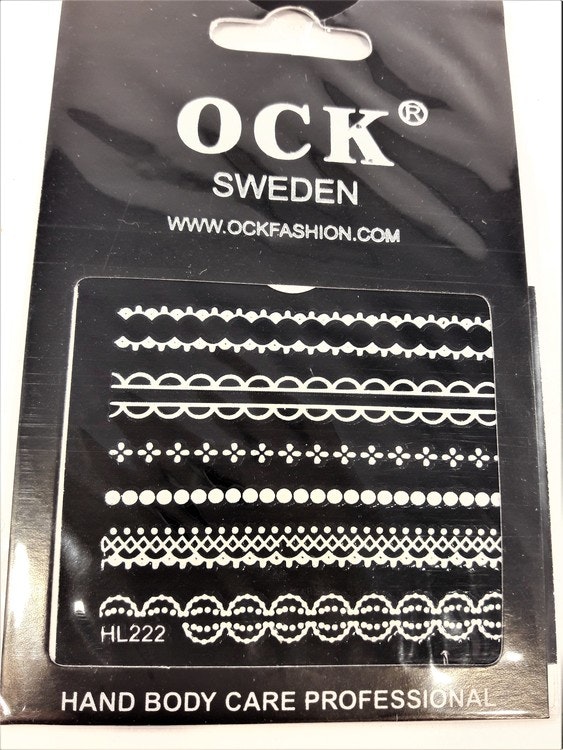 OCK®
SWEDEN
WWW.OCKFASHION.COM
HL222
HAND BODY CARE PROFESSIONAL